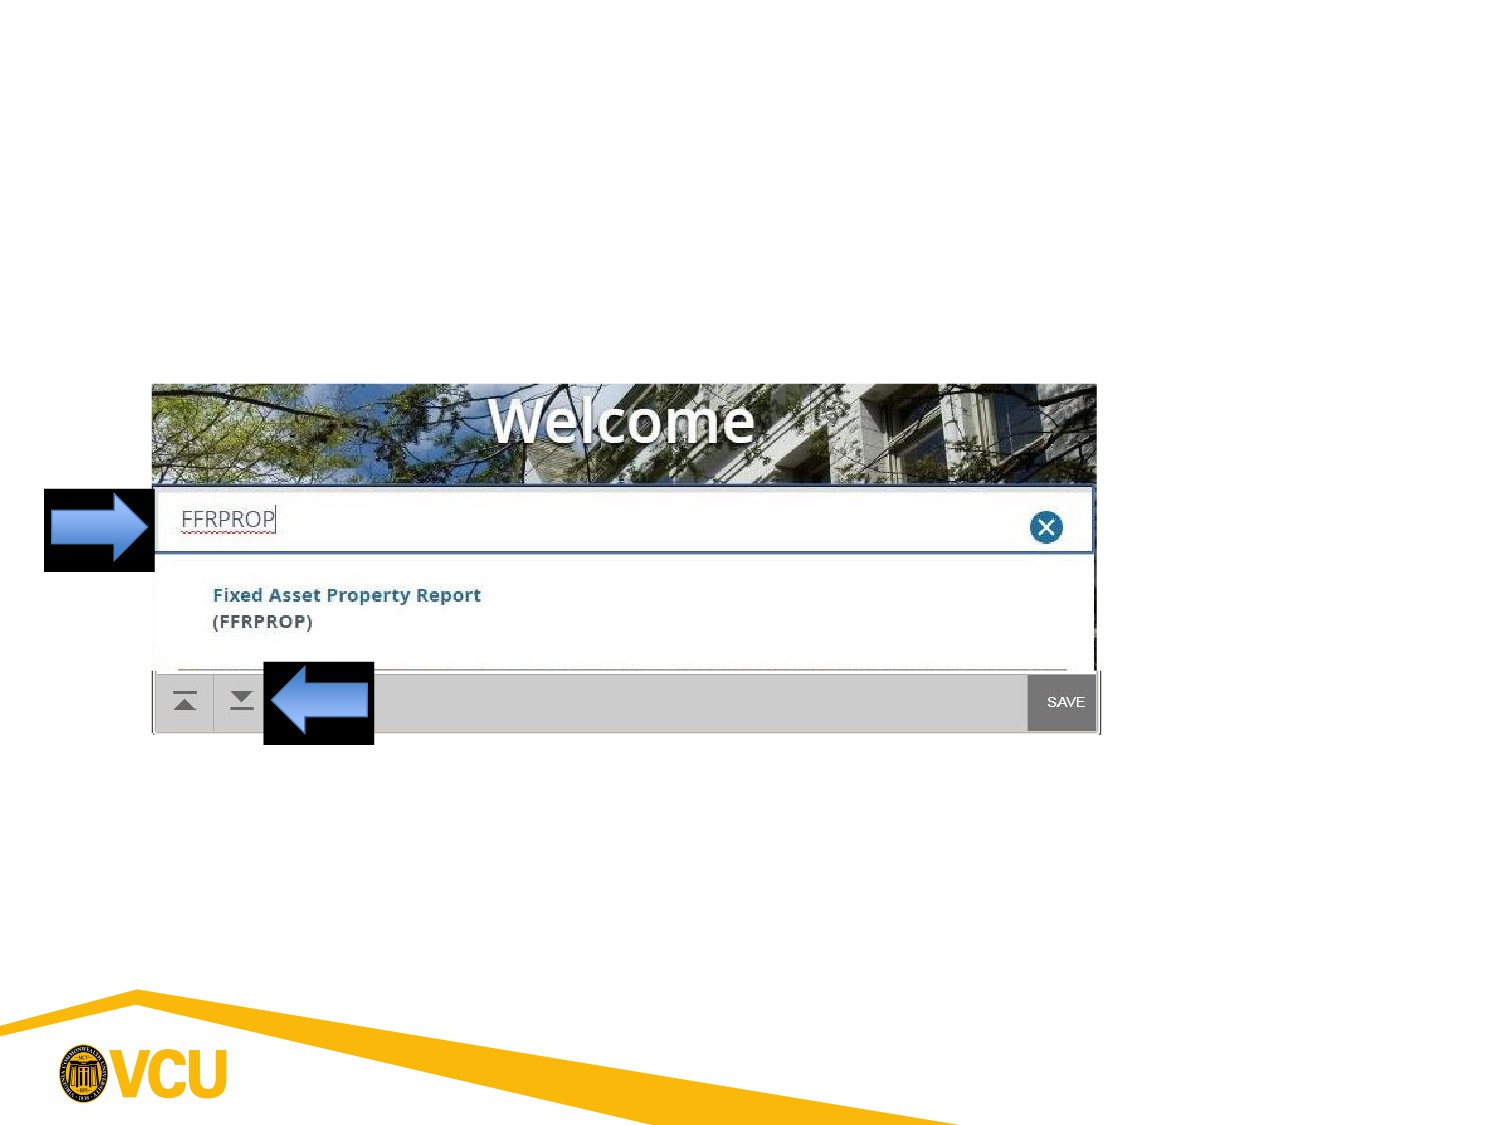 Welcome
FFRPROP
Fixed Asset Property Report
(FFRPROP)
SAVE
VCU